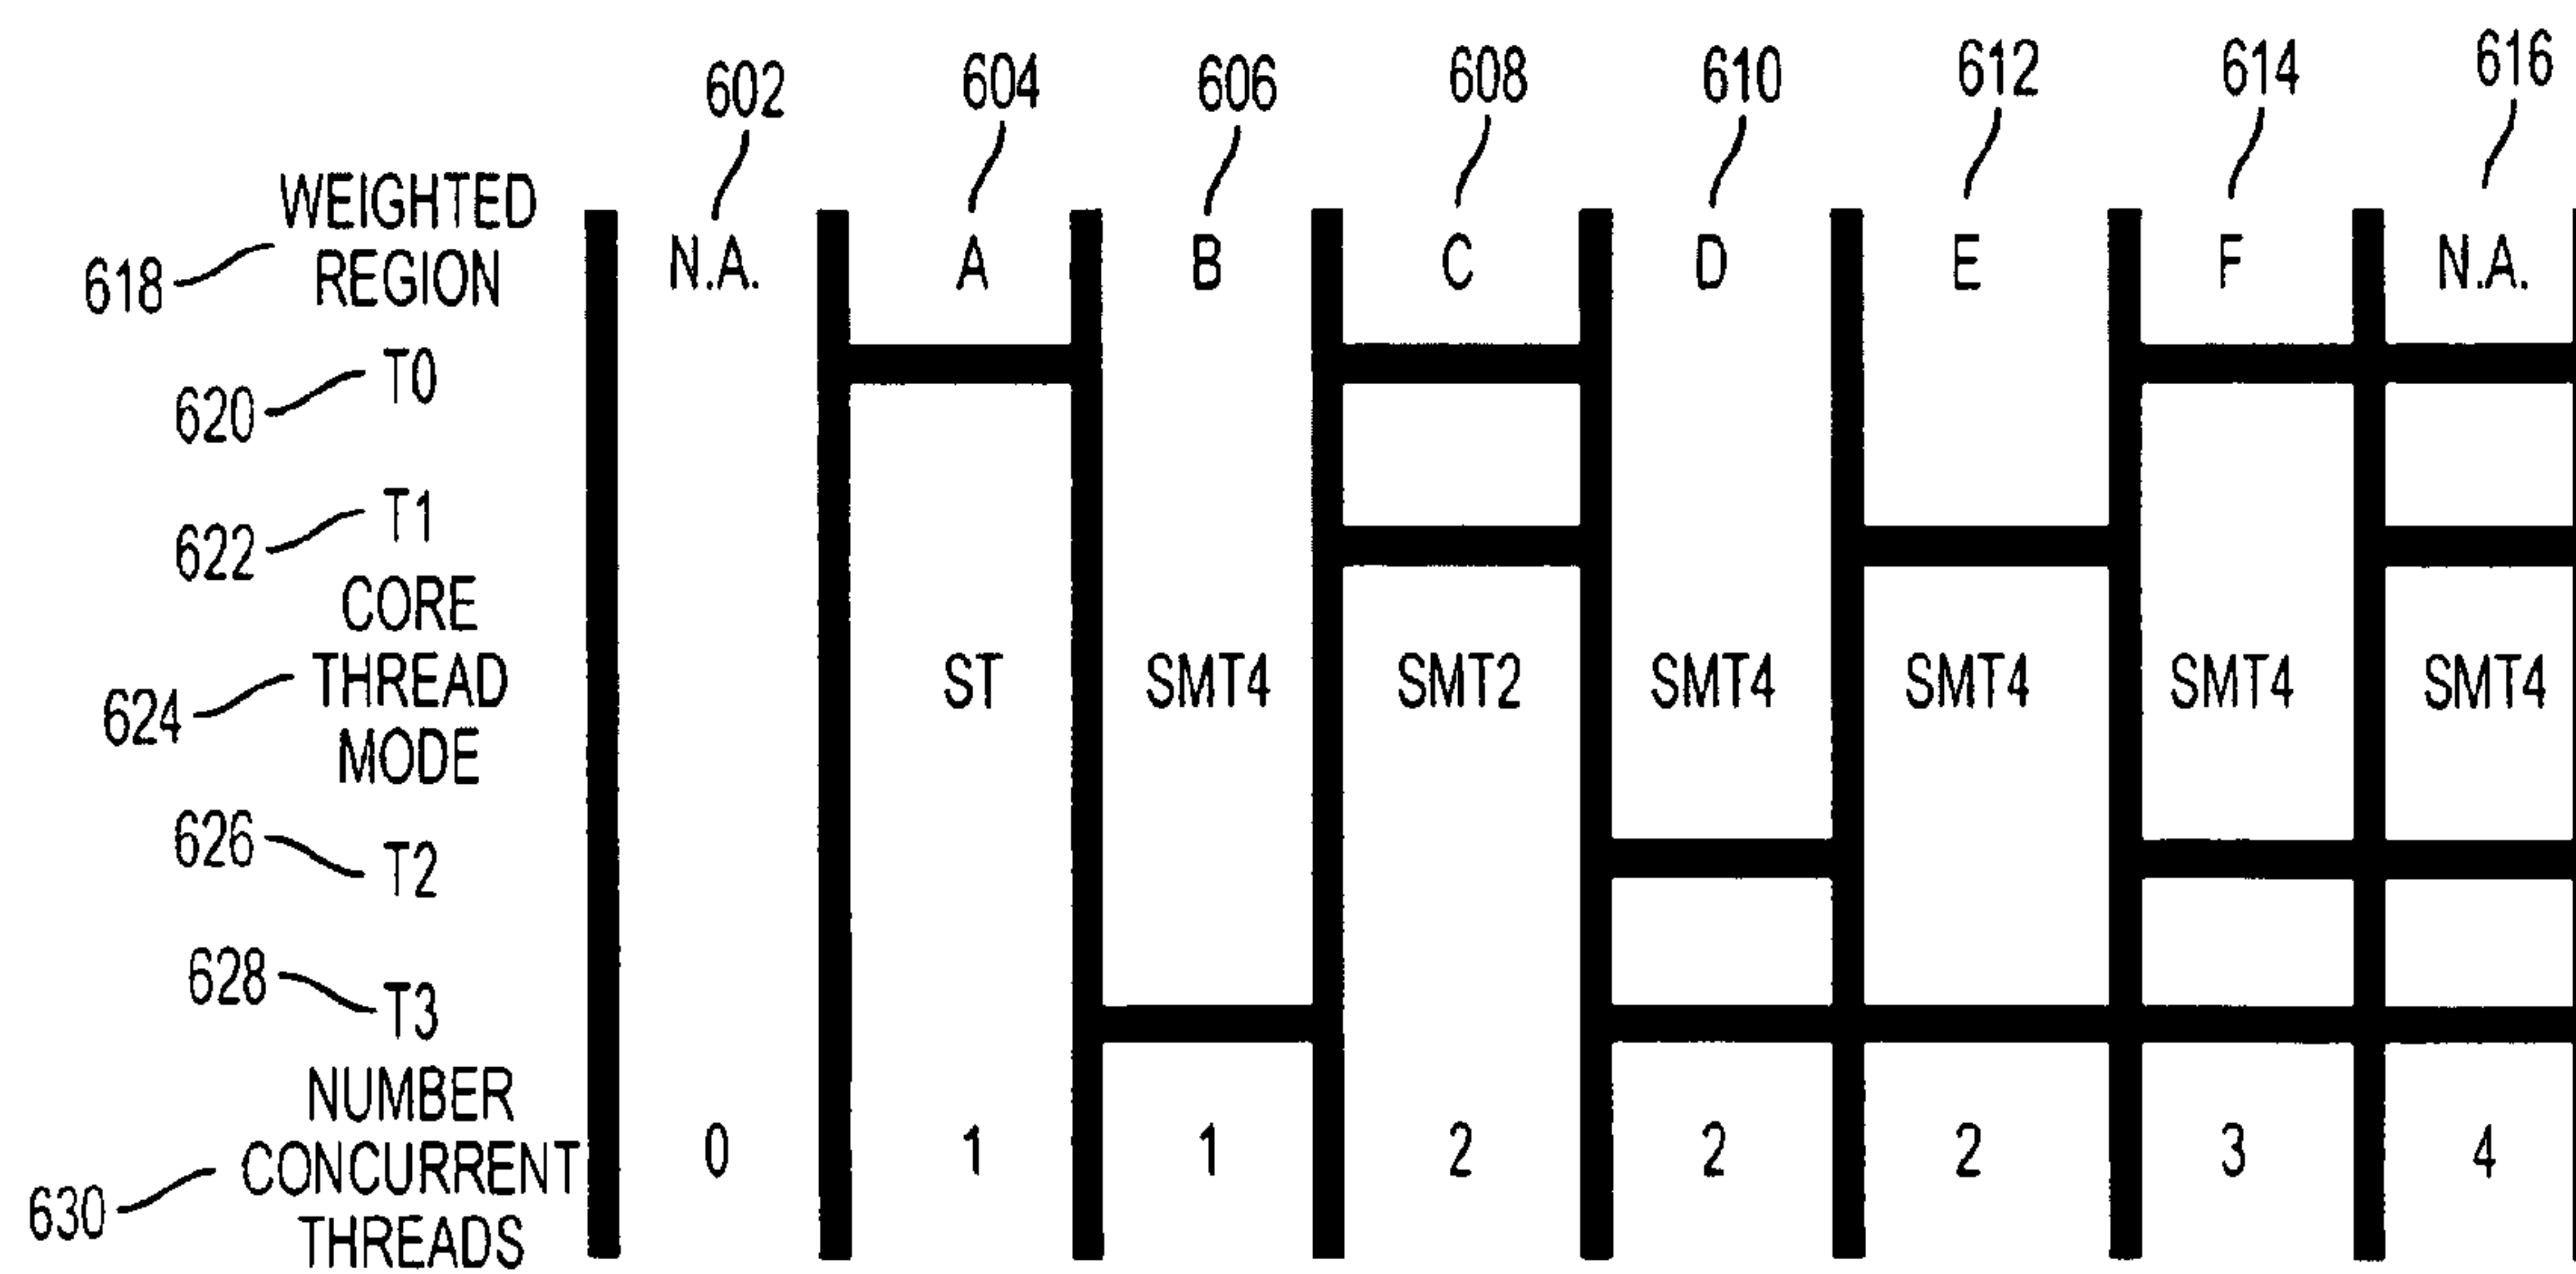 602 604 606 608 610 612 614 616
WEIGHTED
REGION
618
N.A. A B C D E F N.A.
T0
620
T1
622
CORE
THREAD
MODE
624
ST SMT4 SMT2 SMT4 SMT4 SMT4 SMT4
626
T2
628
T3
NUMBER
CONCURRENT
THREADS
630
0 1 1 2 2 2 3 4